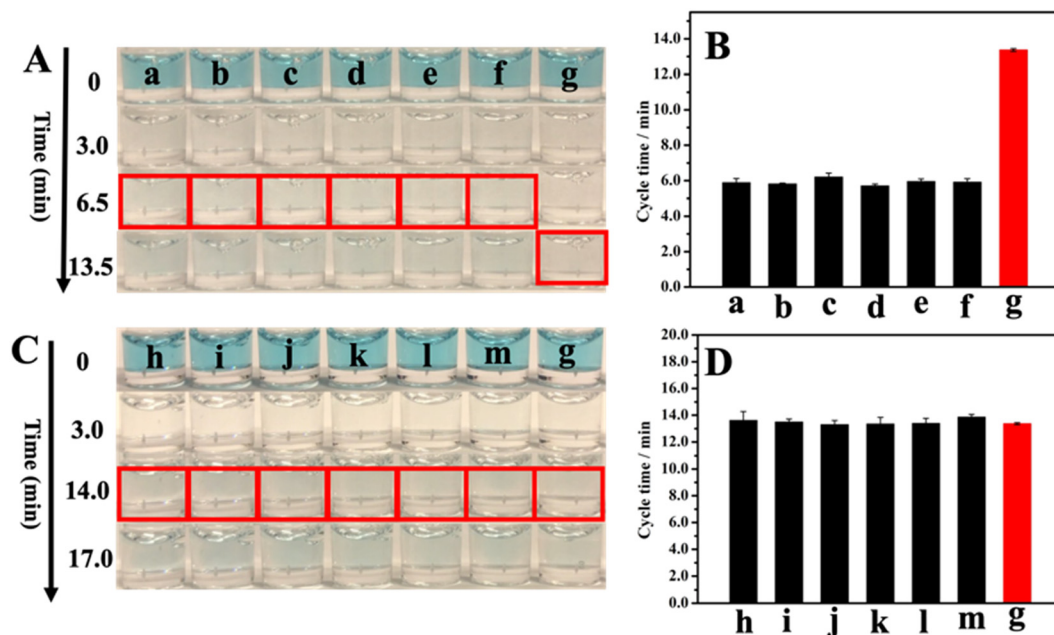 A
Time (min)
0
3.0
6.5
13.5
a b c d e f g
B
Cycle time / min
14.0
12.0
10.0
8.0
6.0
4.0
2.0
0.0
a b c d e f g
C
Time (min)
0
3.0
14.0
17.0
h i j k l m g
D
Cycle time / min
20.0
18.0
16.0
14.0
12.0
10.0
8.0
6.0
4.0
2.0
0.0
h i j k l m g